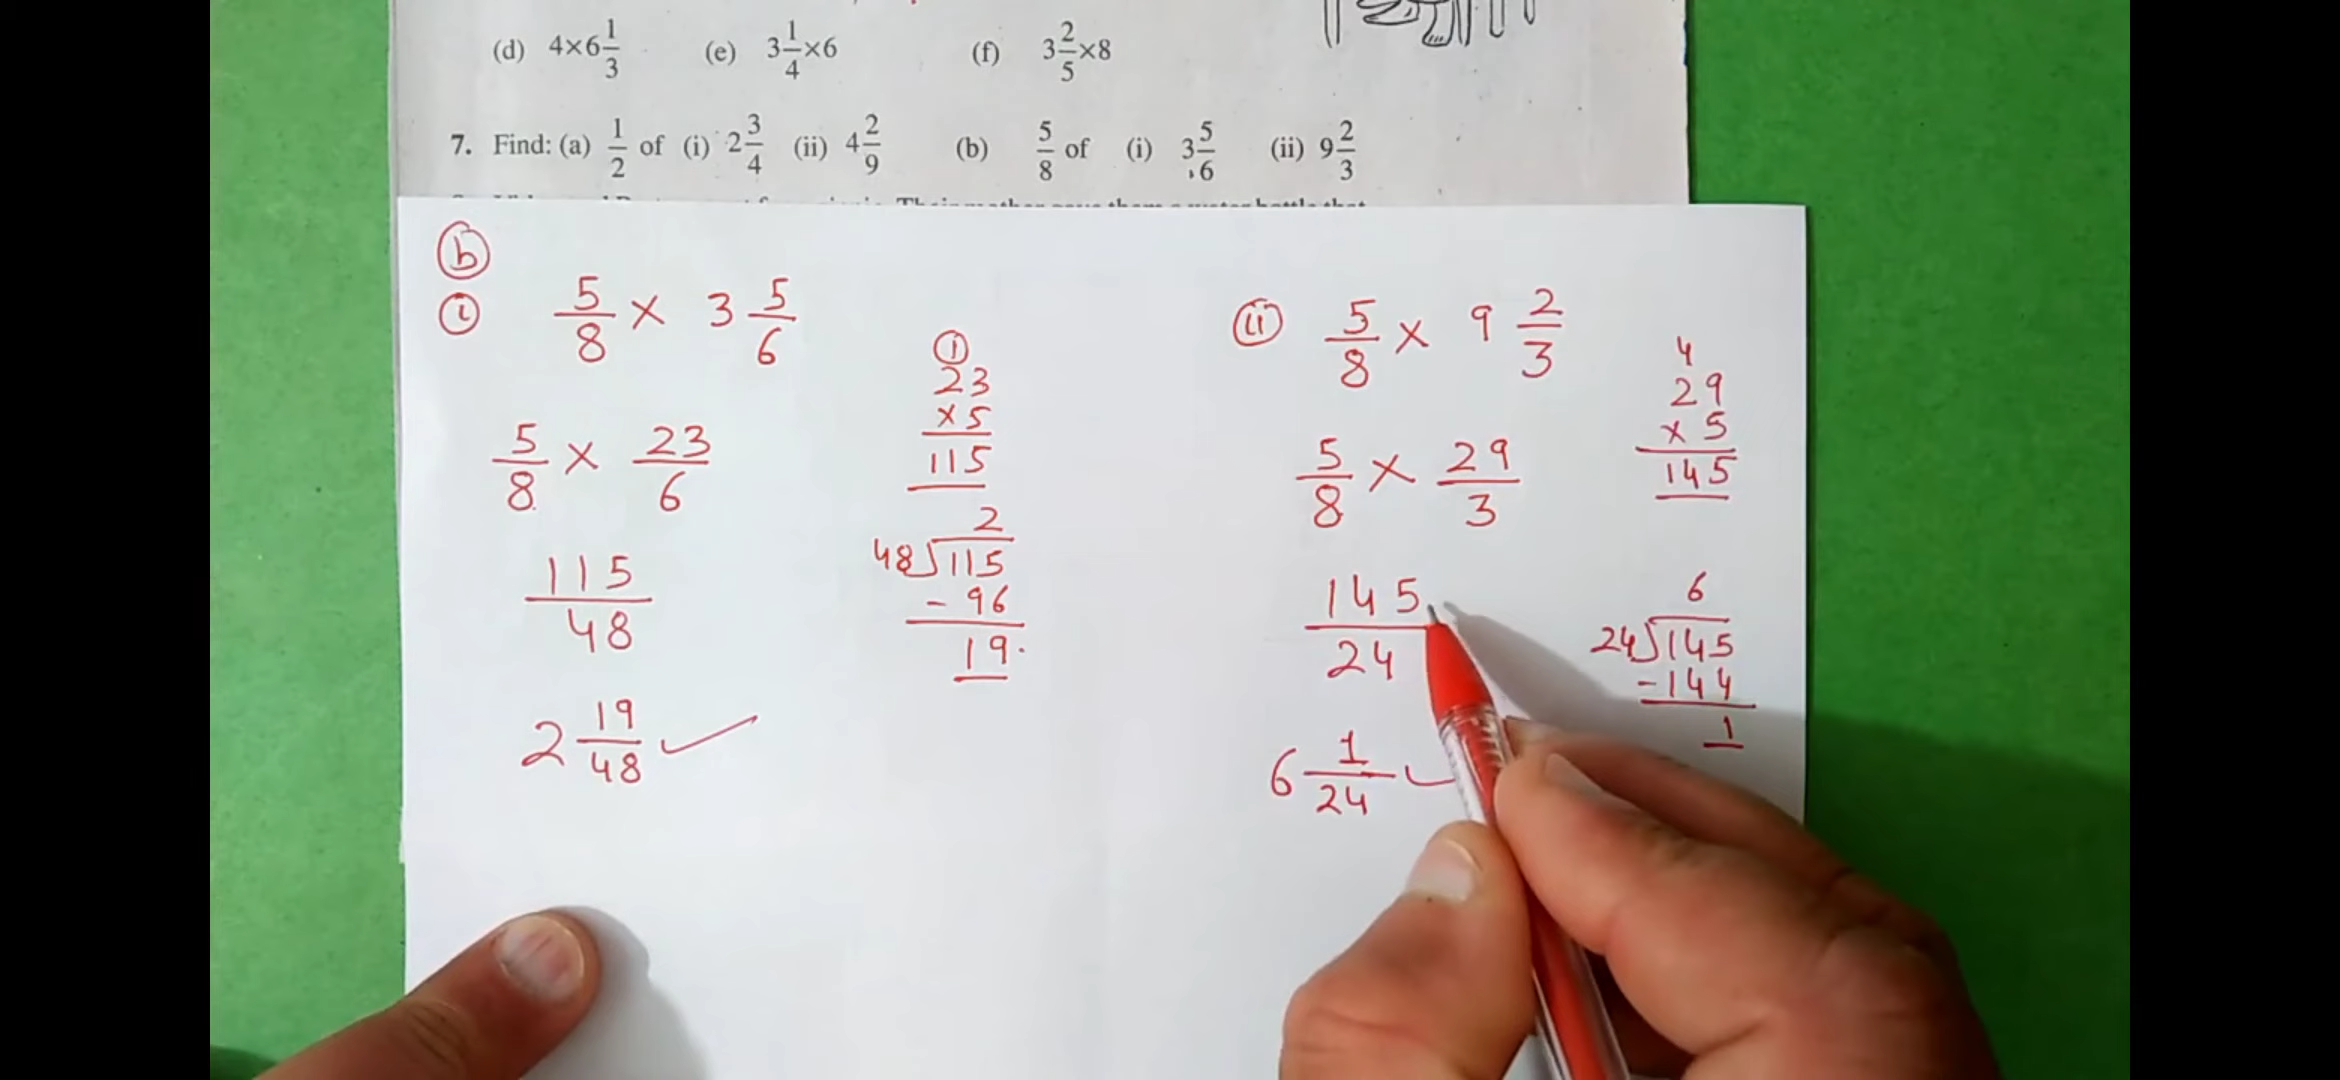 (d) 4×6 1/3 (e) 3 1/4 ×6 (f) 3 2/5 ×8
7. Find: (a) 1/2 of (i) 2 3/4 (ii) 4 2/9 (b) 5/8 of (i) 3 5/6 (ii) 9 2/3
b
i 5/8 × 3 5/6
5/8 × 23/6
115/48
2 19/48 ✓
1
23
×5
115
2
48)115
- 96
19.
ii 5/8 × 9 2/3
5/8 × 29/3
145/24
6 1/24 ✓
4
29
× 5
145
6
24)145
-144
1